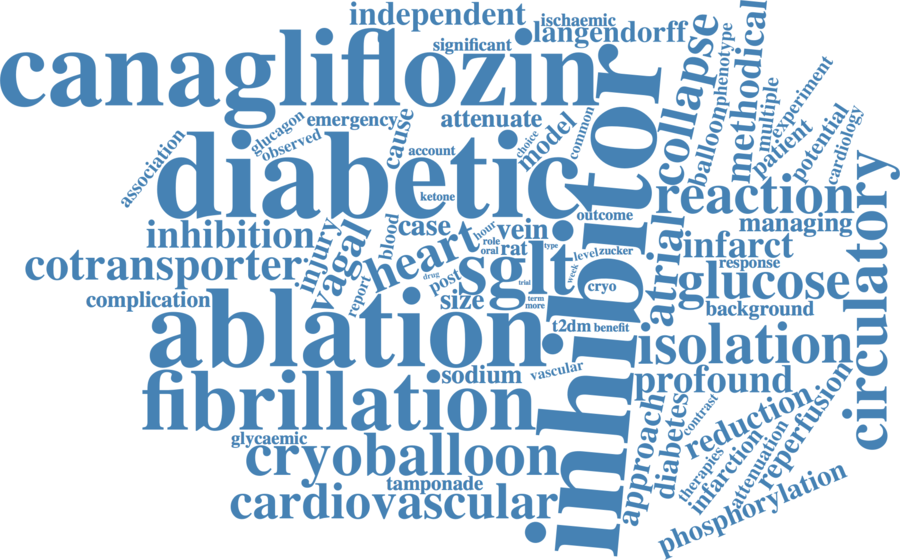 independent
ischaemic
langendorff
significant
canagliflozin
inhibitor
collapse
balloon
phenotype
methodical
multiple
experiment
patient
potential
cardiology
glucagon
observed
emergency
cause
attenuate
model
choice
common
association
diabetic
account
ketone
reaction
outcome
managing
circulatory
inhibition
injury
vagal
blood
case
heart
hour
vein
role
oral
rat
type
level
zucker
atrial
infarct
response
cotransporter
report
drug
post
sglt
trial
week
cryo
glucose
complication
size
term
more
background
ablation
t2dm
benefit
isolation
sodium
vascular
profound
fibrillation
approach
diabetes
contrast
reduction
reperfusion
glycaemic
cryoballoon
therapies
infarction
attenuation
tamponade
cardiovascular
phosphorylation